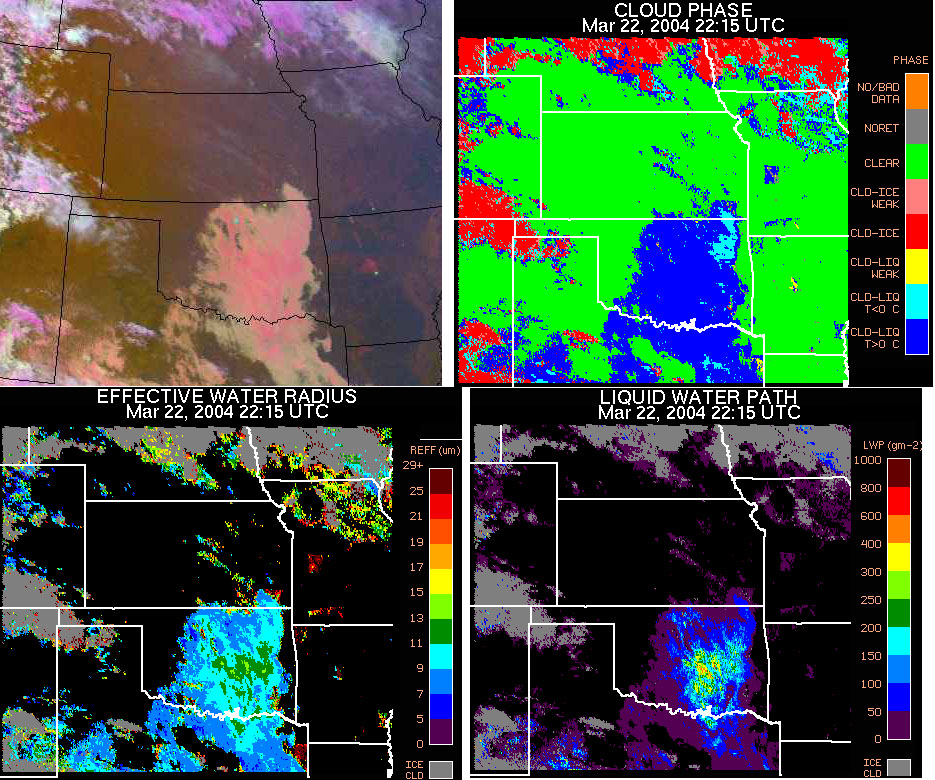 CLOUD PHASE
Mar 22, 2004 22:15 UTC
PHASE
NO/BAD
DATA
NORET
CLEAR
CLD-ICE
WEAK
CLD-ICE
CLD-LIQ
WEAK
CLD-LIQ
T<0 C
CLD-LIQ
T>0 C
EFFECTIVE WATER RADIUS
Mar 22, 2004 22:15 UTC
REFF(um)
29+
25
21
19
17
15
13
11
9
7
5
0
ICE
CLD
LIQUID WATER PATH
Mar 22, 2004 22:15 UTC
LWP(gm-2)
1000
800
600
400
300
250
200
150
100
50
0
ICE
CLD